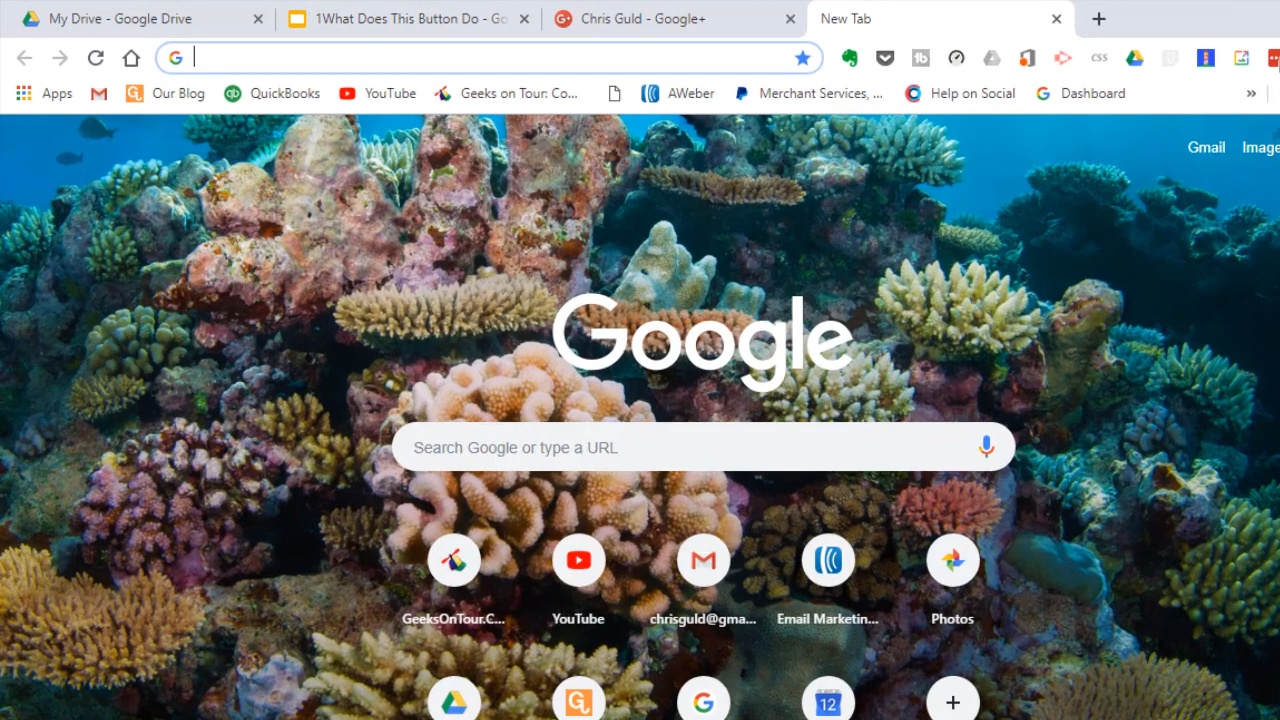 My Drive - Google Drive
1What Does This Button Do - Go
Chris Guld - Google+
New Tab
css
Apps
Our Blog
QuickBooks
YouTube
Geeks on Tour: Co...
AWeber
Merchant Services, ...
Help on Social
Dashboard
»
Gmail
Image
Google
Search Google or type a URL
GeeksOnTour.C...
YouTube
chrisguld@gma...
Email Marketin...
Photos
12